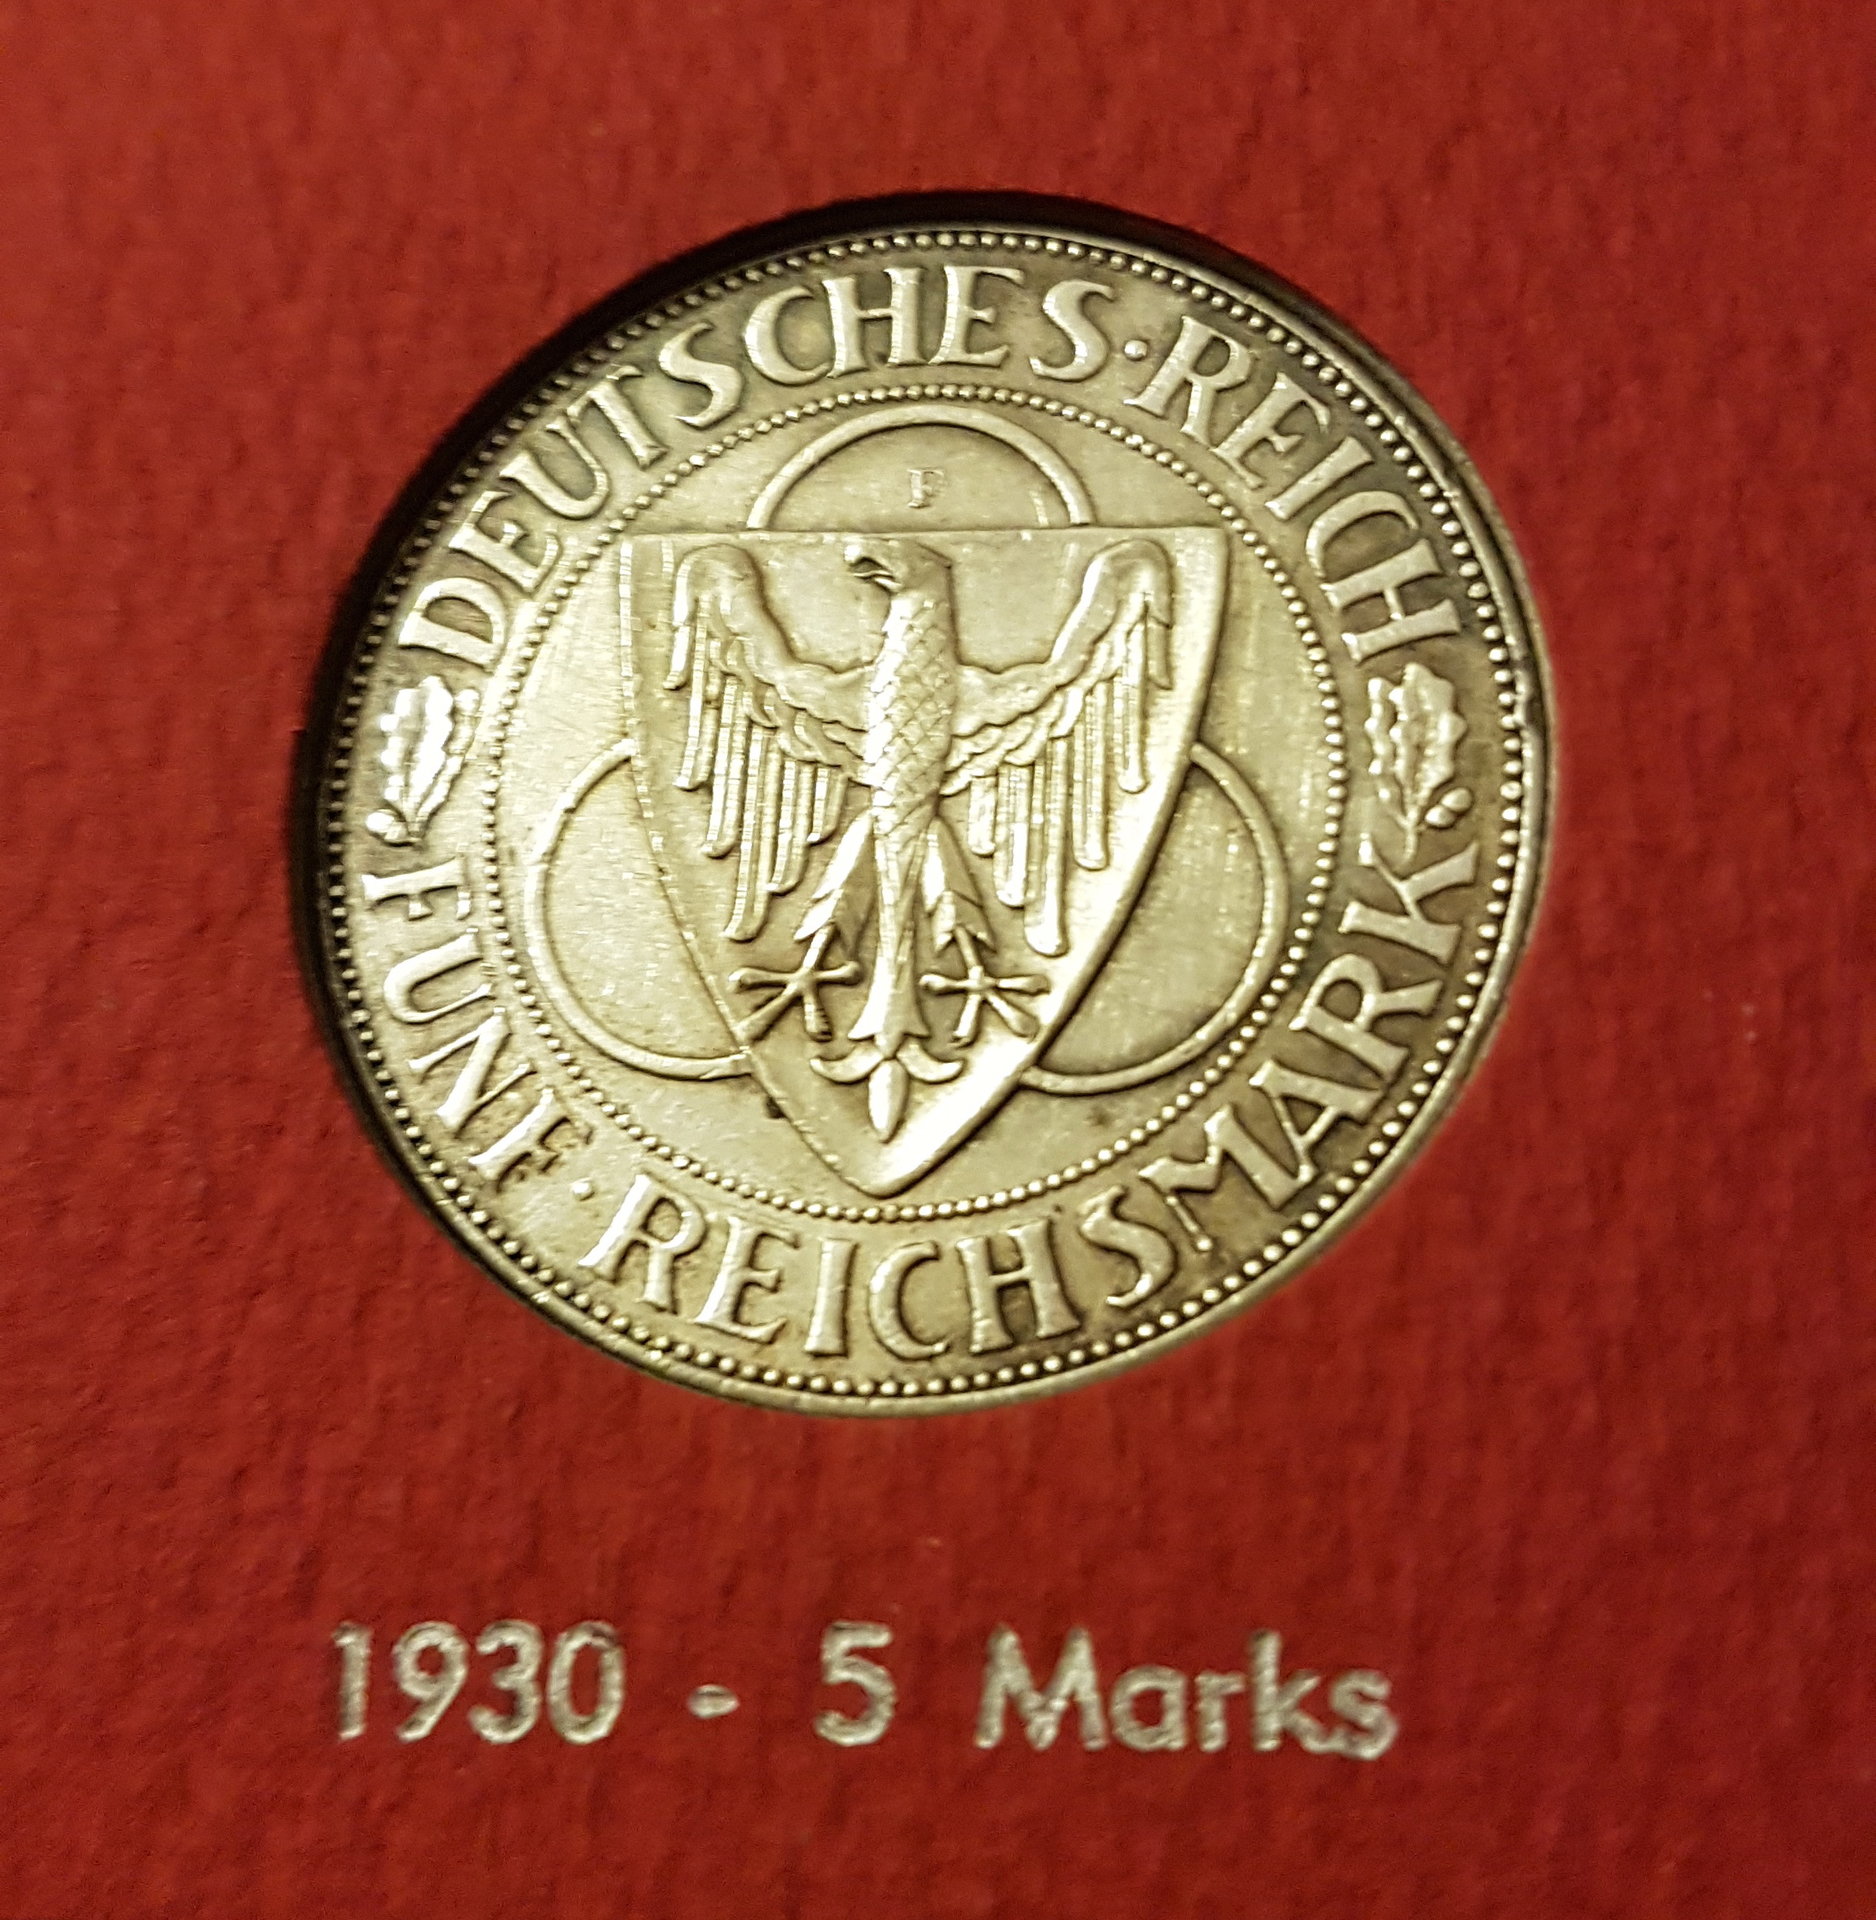 DEUTSCHES·REICH
F
FÜNF·REICHSMARK
1930 - 5 Marks